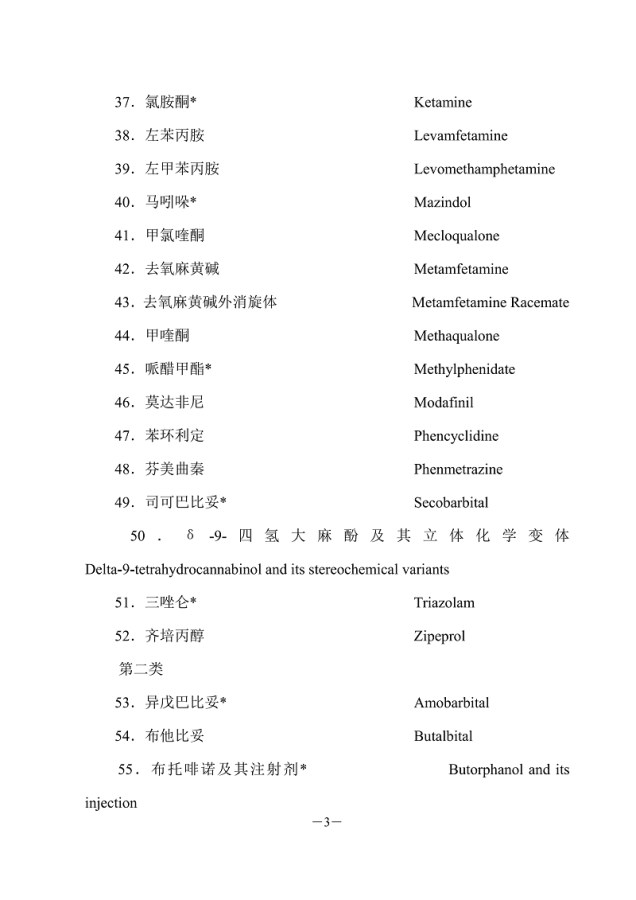 37．氯胺酮* Ketamine
38．左苯丙胺 Levamfetamine
39．左甲苯丙胺 Levomethamphetamine
40．马吲哚* Mazindol
41．甲氯喹酮 Mecloqualone
42．去氧麻黄碱 Metamfetamine
43．去氧麻黄碱外消旋体 Metamfetamine Racemate
44．甲喹酮 Methaqualone
45．哌醋甲酯* Methylphenidate
46．莫达非尼 Modafinil
47．苯环利定 Phencyclidine
48．芬美曲秦 Phenmetrazine
49．司可巴比妥* Secobarbital
50．δ-9-四氢大麻酚及其立体化学变体
Delta-9-tetrahydrocannabinol and its stereochemical variants
51．三唑仑* Triazolam
52．齐培丙醇 Zipeprol
第二类
53．异戊巴比妥* Amobarbital
54．布他比妥 Butalbital
55．布托啡诺及其注射剂* Butorphanol and its
injection
－3－